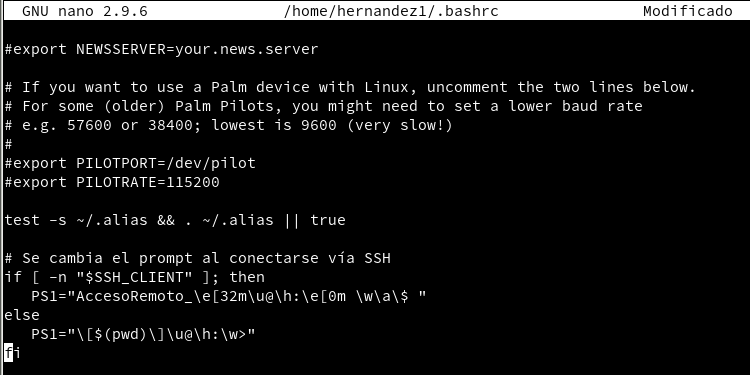 GNU nano 2.9.6 /home/hernandez1/.bashrc Modificado
#export NEWSSERVER=your.news.server
# If you want to use a Palm device with Linux, uncomment the two lines below.
# For some (older) Palm Pilots, you might need to set a lower baud rate
# e.g. 57600 or 38400; lowest is 9600 (very slow!)
#
#export PILOTPORT=/dev/pilot
#export PILOTRATE=115200
test -s ~/.alias && . ~/.alias || true
# Se cambia el prompt al conectarse vía SSH
if [ -n "$SSH_CLIENT" ]; then
   PS1="AccesoRemoto_\e[32m\u@\h:\e[0m \w\a\$ "
else
   PS1="\[$(pwd)\]\u@\h:\w>"
fi